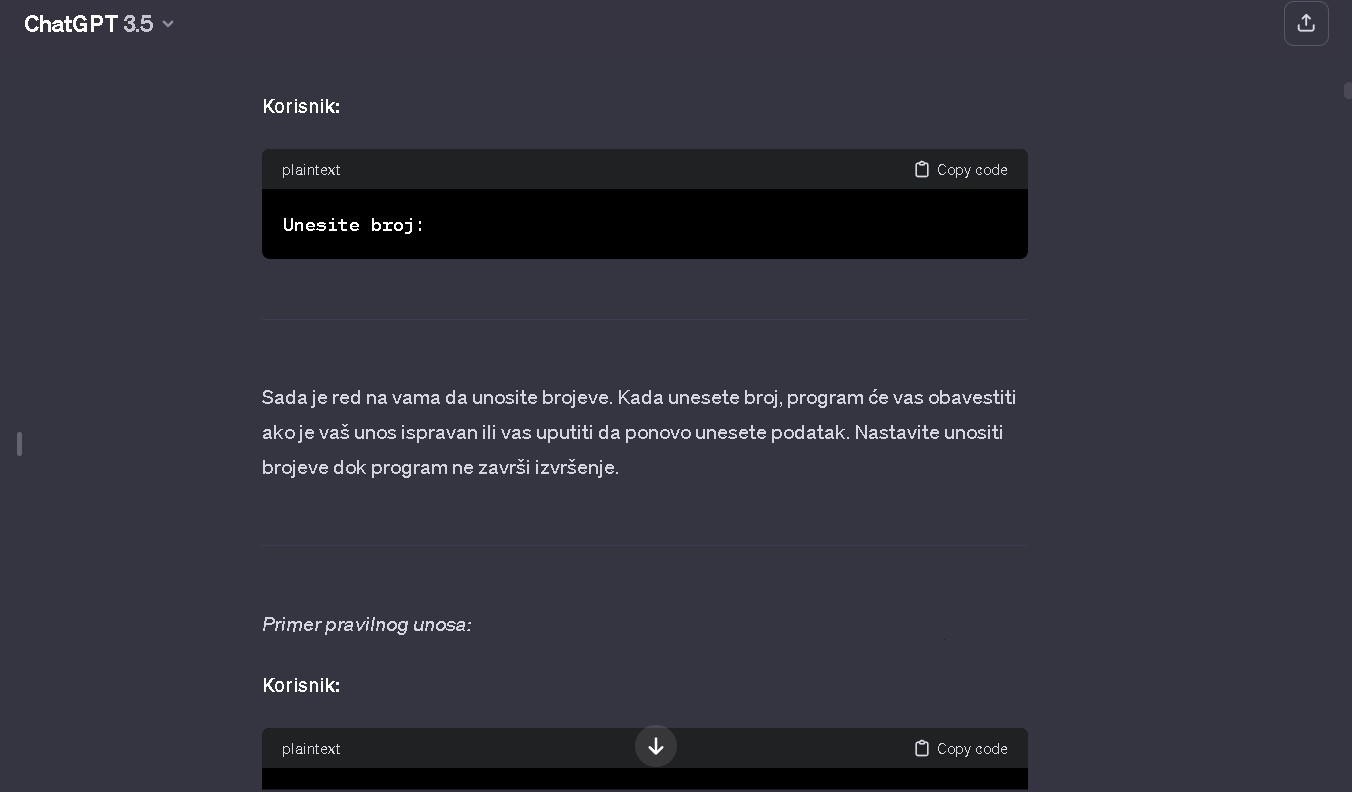 ChatGPT 3.5
Korisnik:
plaintext Copy code
Unesite broj:
Sada je red na vama da unosite brojeve. Kada unesete broj, program će vas obavestiti
ako je vaš unos ispravan ili vas uputiti da ponovo unesete podatak. Nastavite unositi
brojeve dok program ne završi izvršenje.
Primer pravilnog unosa:
Korisnik:
plaintext Copy code